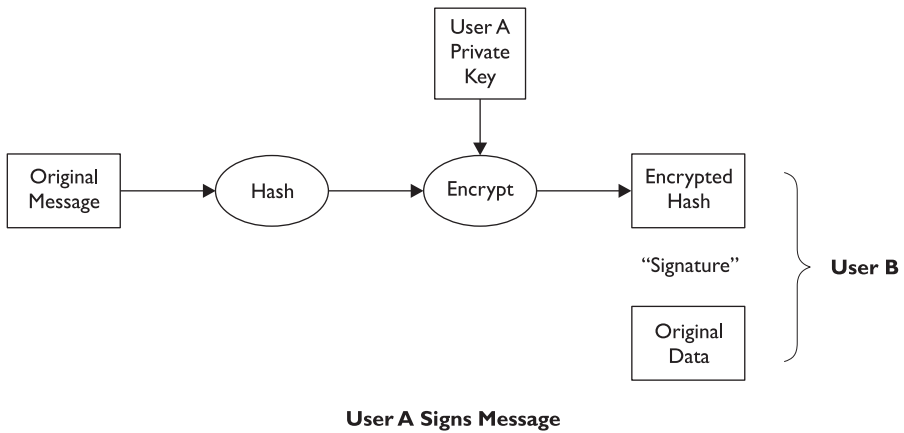 User A
Private
Key
Original
Message
Hash
Encrypt
Encrypted
Hash
“Signature”
User B
Original
Data
User A Signs Message